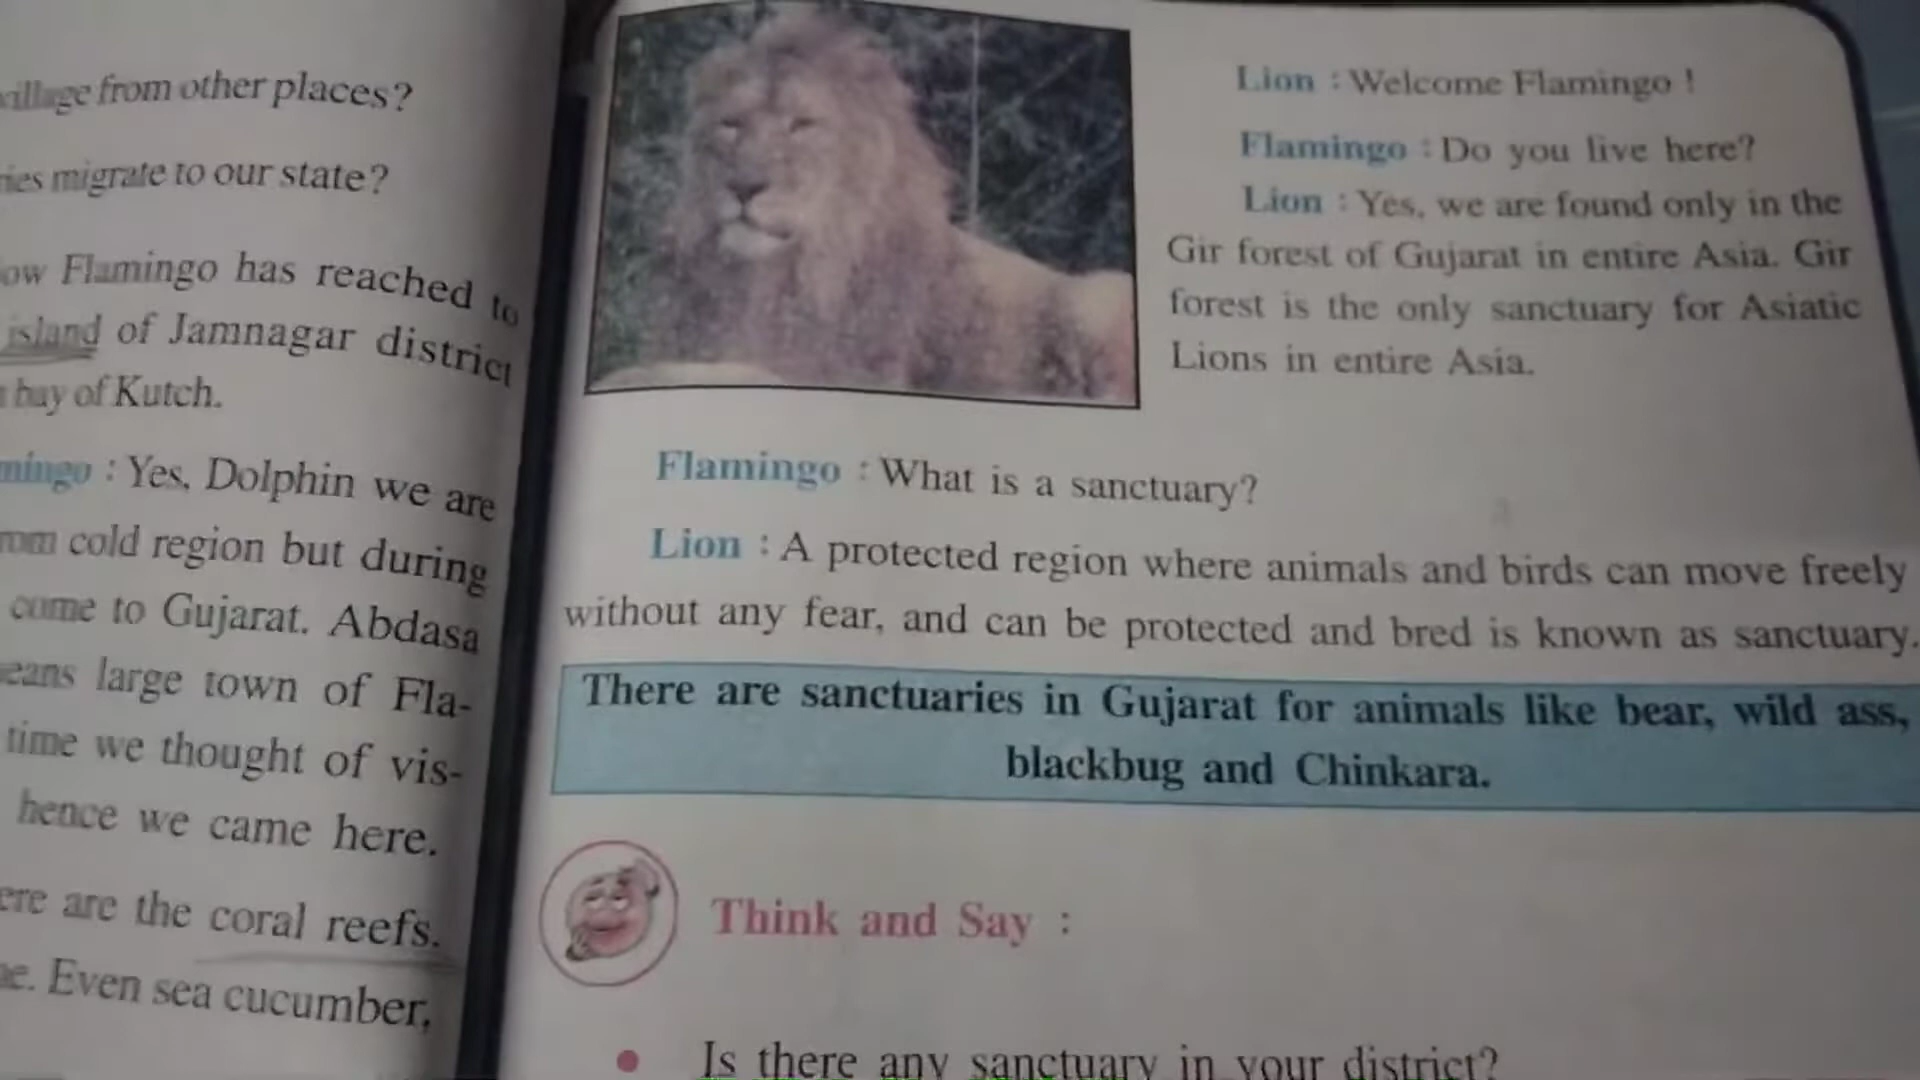 from other places?
migrate to our state?
Flamingo has reached to
island of Jamnagar district
bay of Kutch.
: Yes, Dolphin we are
cold region but during
come to Gujarat. Abdasa
large town of Fla-
time we thought of vis-
hence we came here.
are the coral reefs.
Even sea cucumber,
Lion : Welcome Flamingo !
Flamingo : Do you live here?
Lion : Yes, we are found only in the
Gir forest of Gujarat in entire Asia. Gir
forest is the only sanctuary for Asiatic
Lions in entire Asia.
Flamingo : What is a sanctuary?
Lion : A protected region where animals and birds can move freely
without any fear, and can be protected and bred is known as sanctuary.
There are sanctuaries in Gujarat for animals like bear, wild ass,
blackbug and Chinkara.
Think and Say :
• Is there any sanctuary in your district?